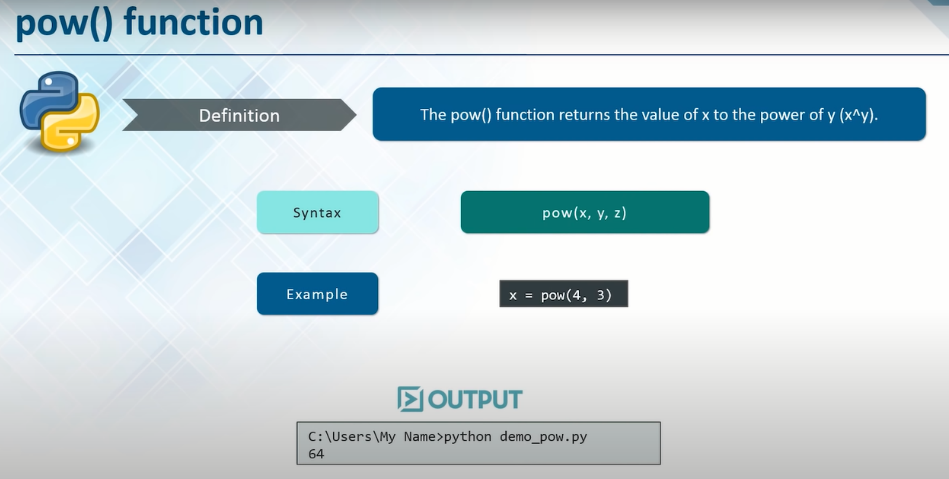 pow() function
Definition
The pow() function returns the value of x to the power of y (x^y).
Syntax
pow(x, y, z)
Example
x = pow(4, 3)
OUTPUT
C:\Users\My Name>python demo_pow.py
64